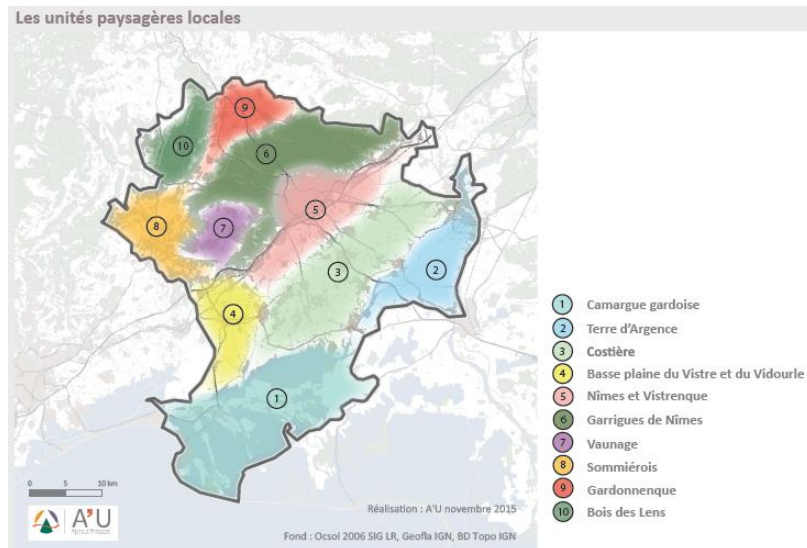 Les unités paysagères locales
9
10
6
5
8
7
2
3
4
1
1 Camargue gardoise
2 Terre d'Argence
3 Costière
4 Basse plaine du Vistre et du Vidourle
5 Nîmes et Vistrenque
6 Garrigues de Nîmes
7 Vaunage
8 Sommiérois
9 Gardonnenque
10 Bois des Lens
0 5 10 km
A'U
Réalisation : A'U novembre 2015
Fond : Ocsol 2006 SIG LR, Geofla IGN, BD Topo IGN